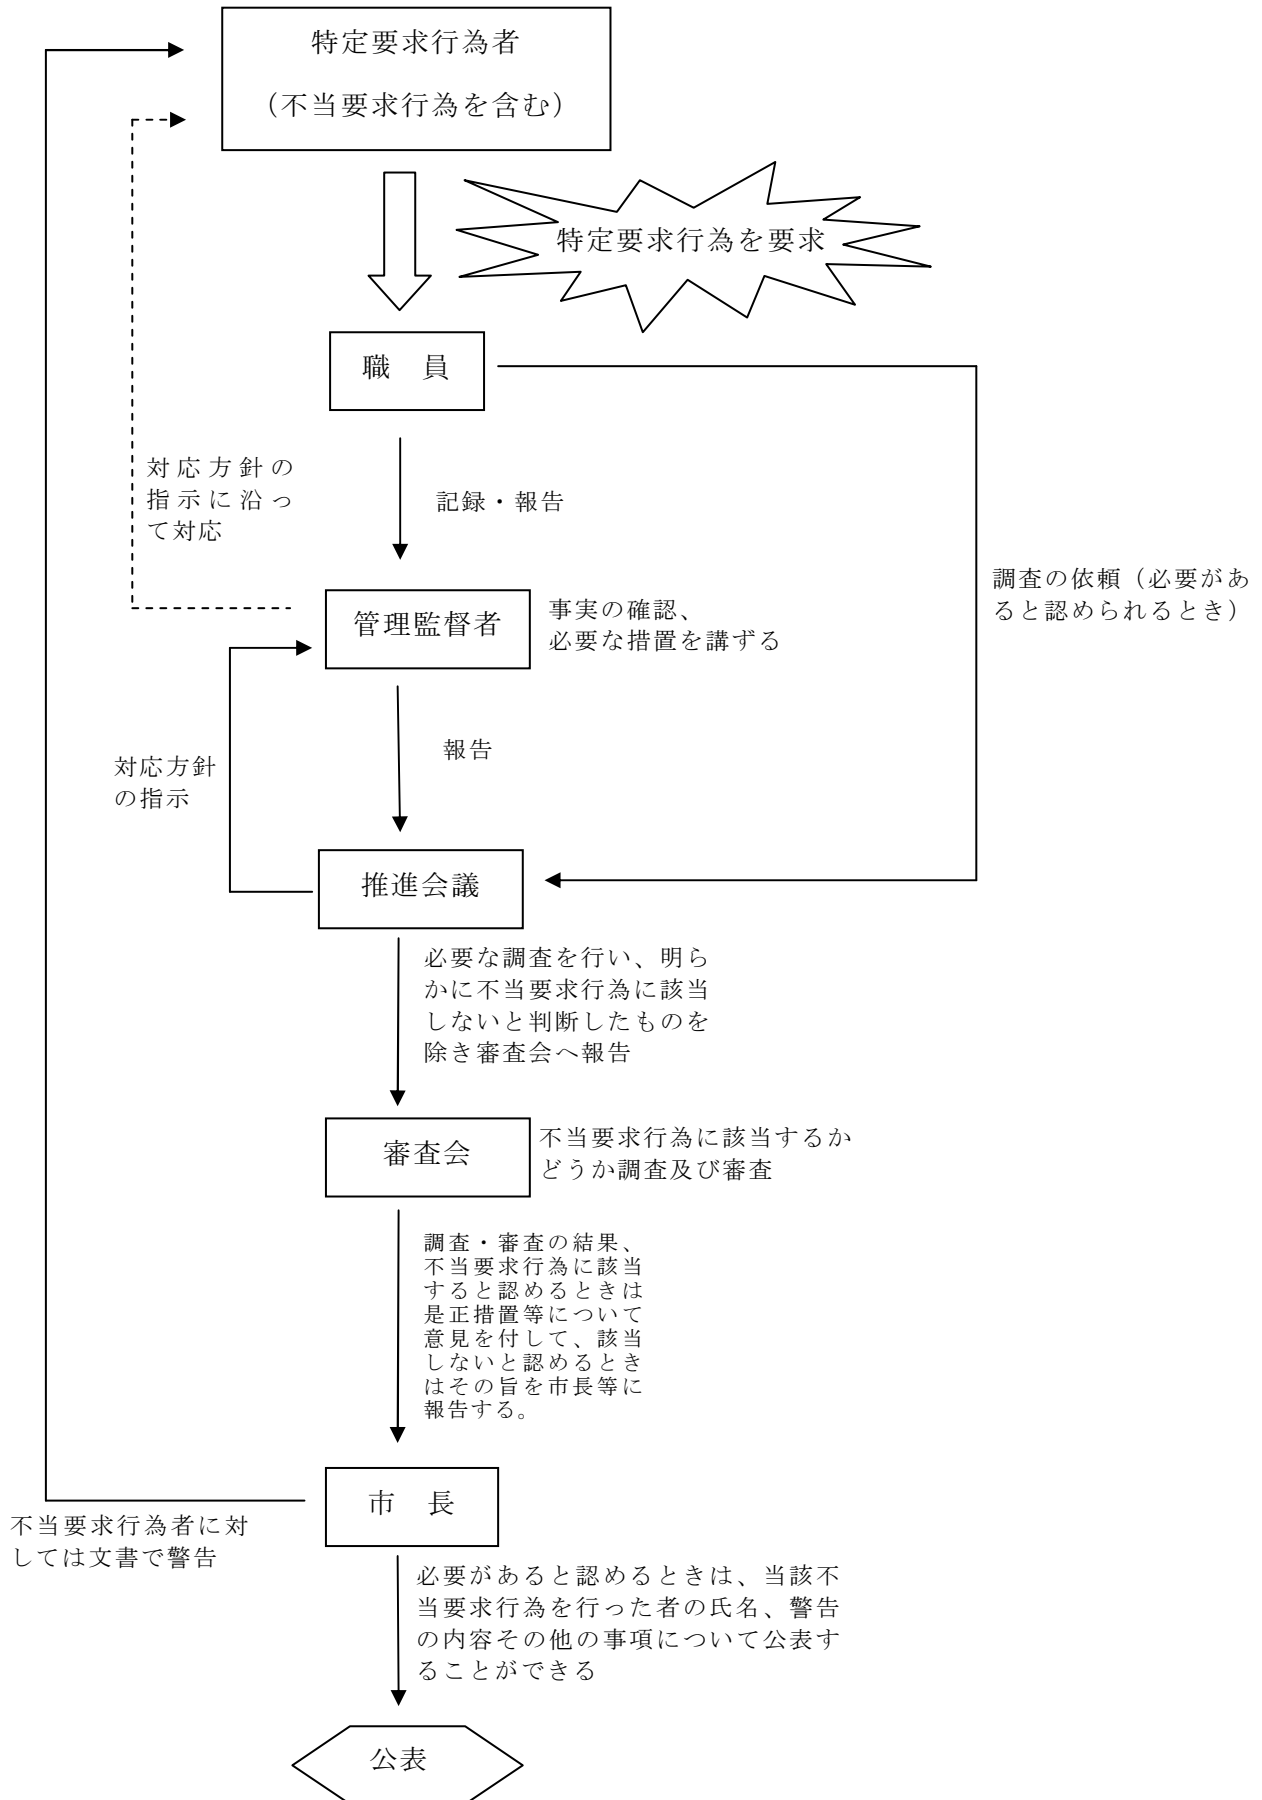 特定要求行為者
（不当要求行為を含む）
特定要求行為を要求
職　員
対応方針の
指示に沿っ
て対応
記録・報告
調査の依頼（必要があ
ると認められるとき）
管理監督者
事実の確認、
必要な措置を講ずる
報告
対応方針
の指示
推進会議
必要な調査を行い、明ら
かに不当要求行為に該当
しないと判断したものを
除き審査会へ報告
審査会
不当要求行為に該当するか
どうか調査及び審査
調査・審査の結果、
不当要求行為に該当
すると認めるときは
是正措置等について
意見を付して、該当
しないと認めるとき
はその旨を市長等に
報告する。
市　長
不当要求行為者に対
しては文書で警告
必要があると認めるときは、当該不
当要求行為を行った者の氏名、警告
の内容その他の事項について公表す
ることができる
公表